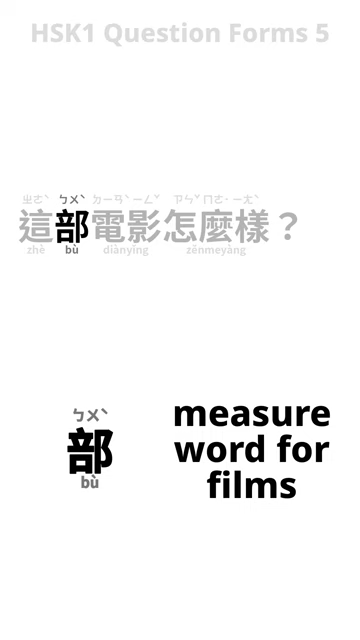 HSK1 Question Forms 5
ㄓㄜˋ ㄅㄨˋ ㄉㄧㄢˋ ㄧㄥˇ ㄗㄣˇ ㄇㄜ˙ ㄧㄤˋ
這部電影怎麼樣？
zhè bù diànyǐng zěnmeyàng
ㄅㄨˋ
部
bù
measure
word for
films